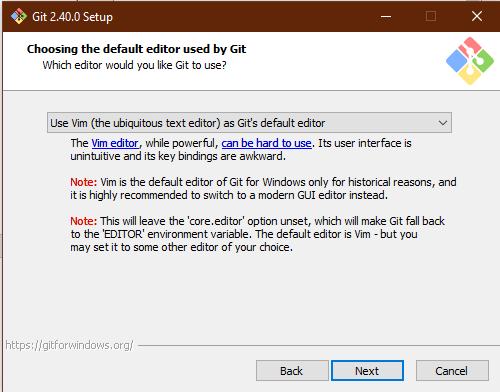 Git 2.40.0 Setup
Choosing the default editor used by Git
Which editor would you like Git to use?
Use Vim (the ubiquitous text editor) as Git's default editor
The Vim editor, while powerful, can be hard to use. Its user interface is
unintuitive and its key bindings are awkward.
Note: Vim is the default editor of Git for Windows only for historical reasons, and
it is highly recommended to switch to a modern GUI editor instead.
Note: This will leave the 'core.editor' option unset, which will make Git fall back
to the 'EDITOR' environment variable. The default editor is Vim - but you
may set it to some other editor of your choice.
https://gitforwindows.org/
Back
Next
Cancel